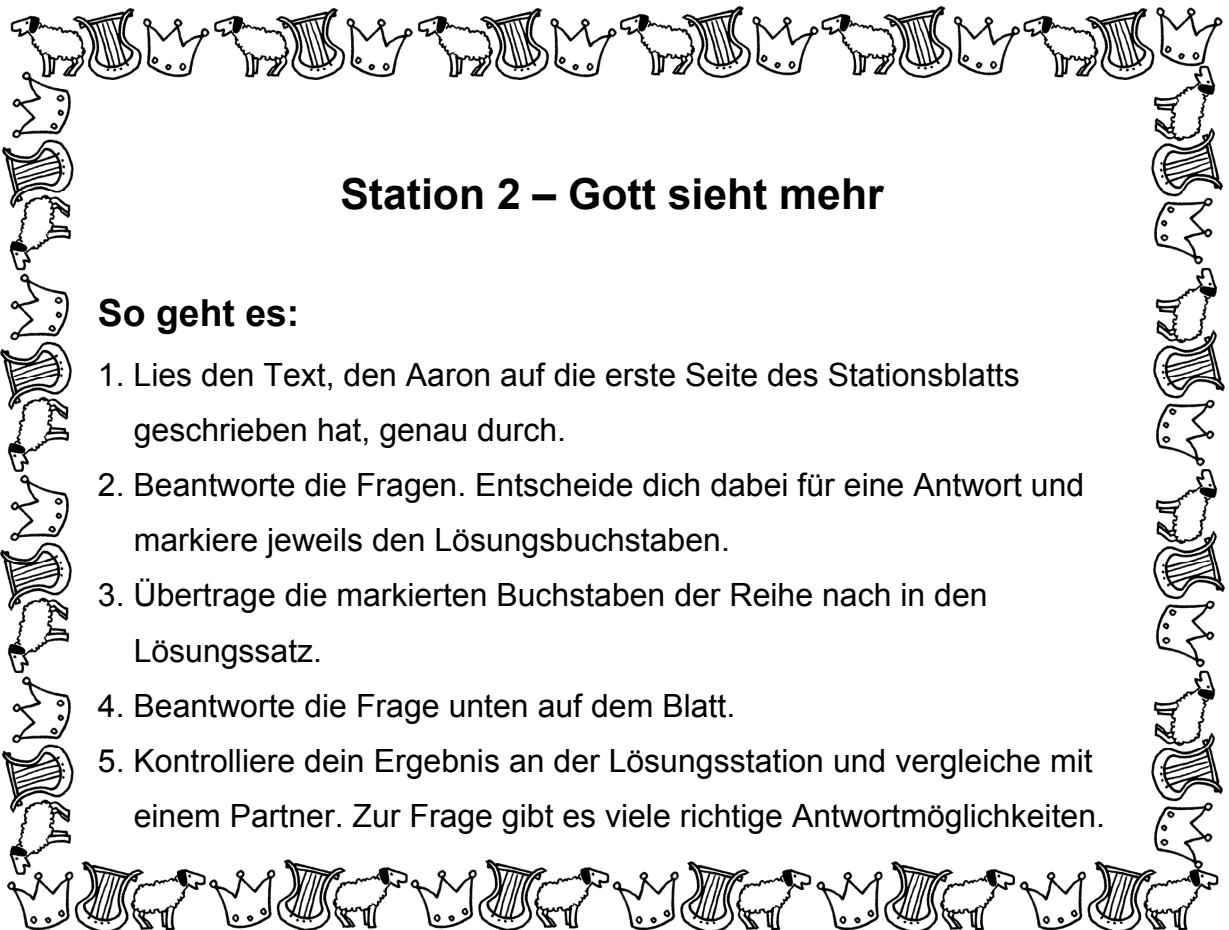 Station 2 – Gott sieht mehr
So geht es:
1. Lies den Text, den Aaron auf die erste Seite des Stationsblatts
geschrieben hat, genau durch.
2. Beantworte die Fragen. Entscheide dich dabei für eine Antwort und
markiere jeweils den Lösungsbuchstaben.
3. Übertrage die markierten Buchstaben der Reihe nach in den
Lösungssatz.
4. Beantworte die Frage unten auf dem Blatt.
5. Kontrolliere dein Ergebnis an der Lösungsstation und vergleiche mit
einem Partner. Zur Frage gibt es viele richtige Antwortmöglichkeiten.